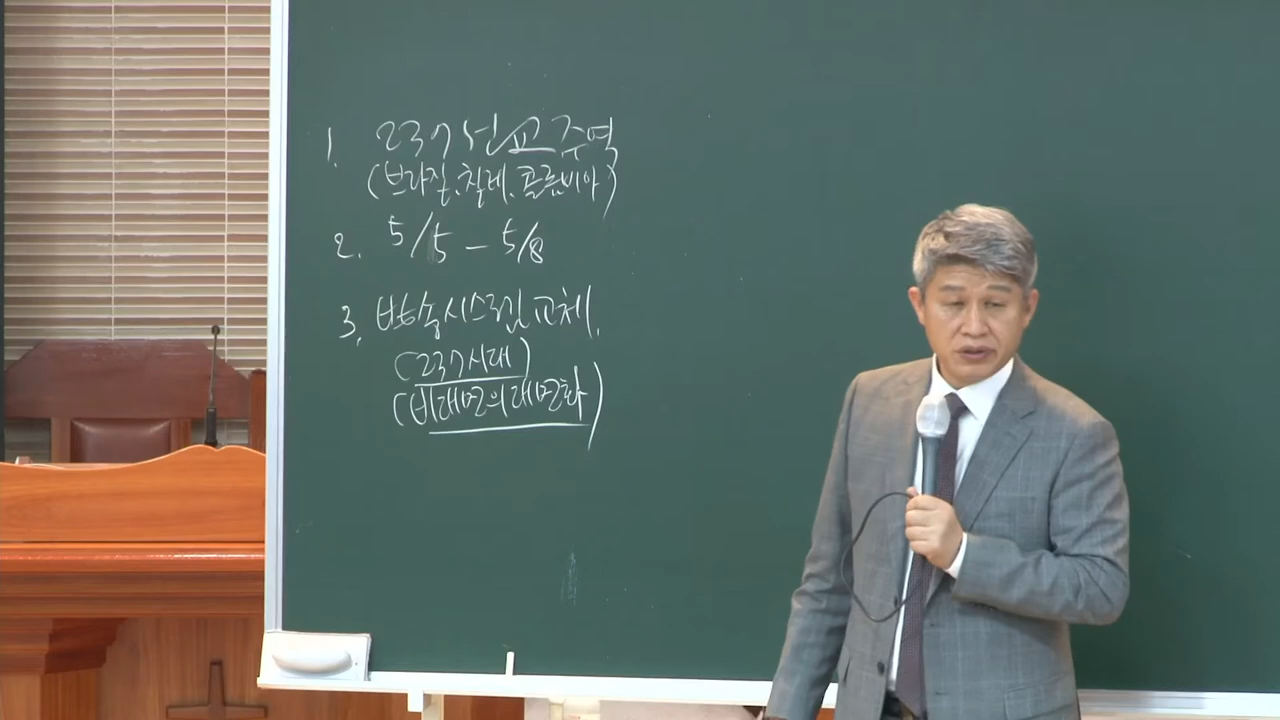 1. 237 선교 주역
(브라질, 칠레, 콜롬비아)
2. 5/5 - 5/8
3. 방송시스템 교체.
(237시대)
(비대면의 대면화)